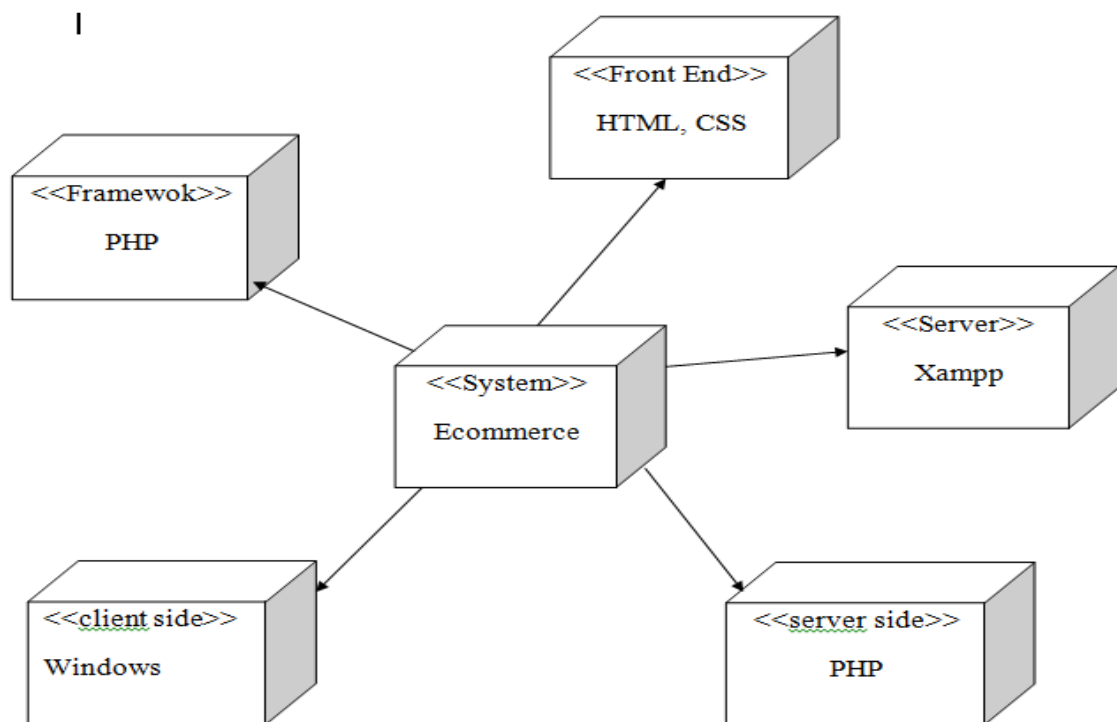 <<Front End>>
HTML, CSS
<<Framewok>>
PHP
<<Server>>
Xampp
<<System>>
Ecommerce
<<client side>>
Windows
<<server side>>
PHP